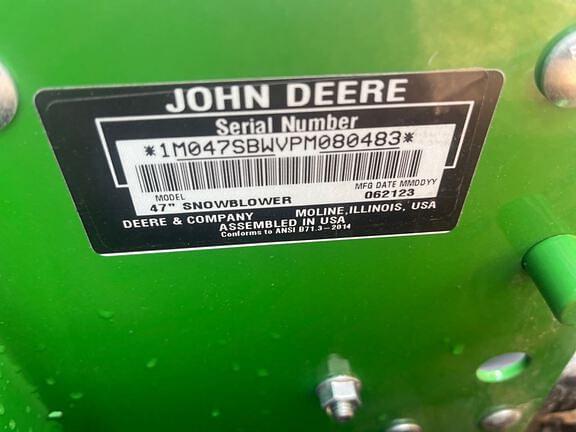 JOHN DEERE
Serial Number
*1M047SBWVPM080483*
MODEL MFG DATE MMDDYY
47" SNOWBLOWER 062123
DEERE & COMPANY MOLINE, ILLINOIS, USA
ASSEMBLED IN USA
Conforms to ANSI B71.3-2014